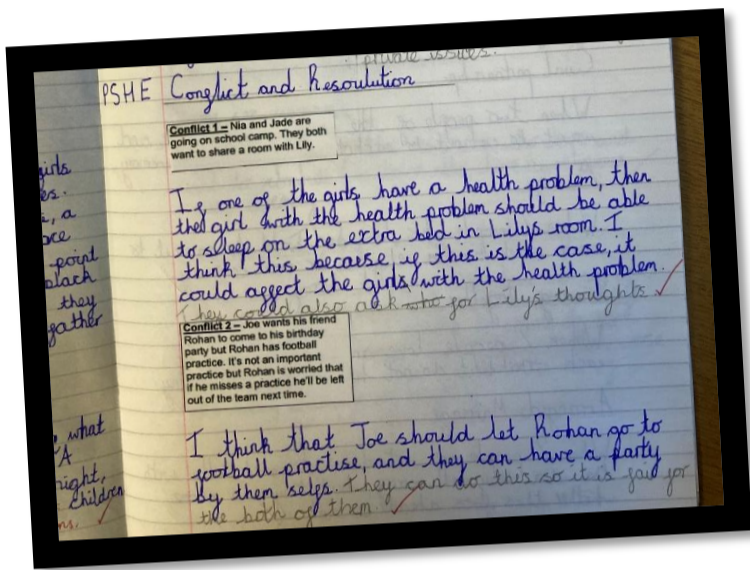 private issues.
PSHE Conflict and Resoulution
Conflict 1 – Nia and Jade are
going on school camp. They both
want to share a room with Lily.
If one of the girls have a health problem, then
the girl with the health problem should be able
to sleep on the extra bed in Lilys room. I
think this because if this is the case, it
could affect the girls with the health problem.
They could also ask who for Lily's thoughts
Conflict 2 – Joe wants his friend
Rohan to come to his birthday
party but Rohan has football
practice. It's not an important
practice but Rohan is worried that
if he misses a practice he'll be left
out of the team next time.
I think that Joe should let Rohan go to
football practise, and they can have a party
by them selfs. They can do this so it is fair for
the both of them
girls
es.
, a
point
black
they
gather
what
A
night,
children
ns.